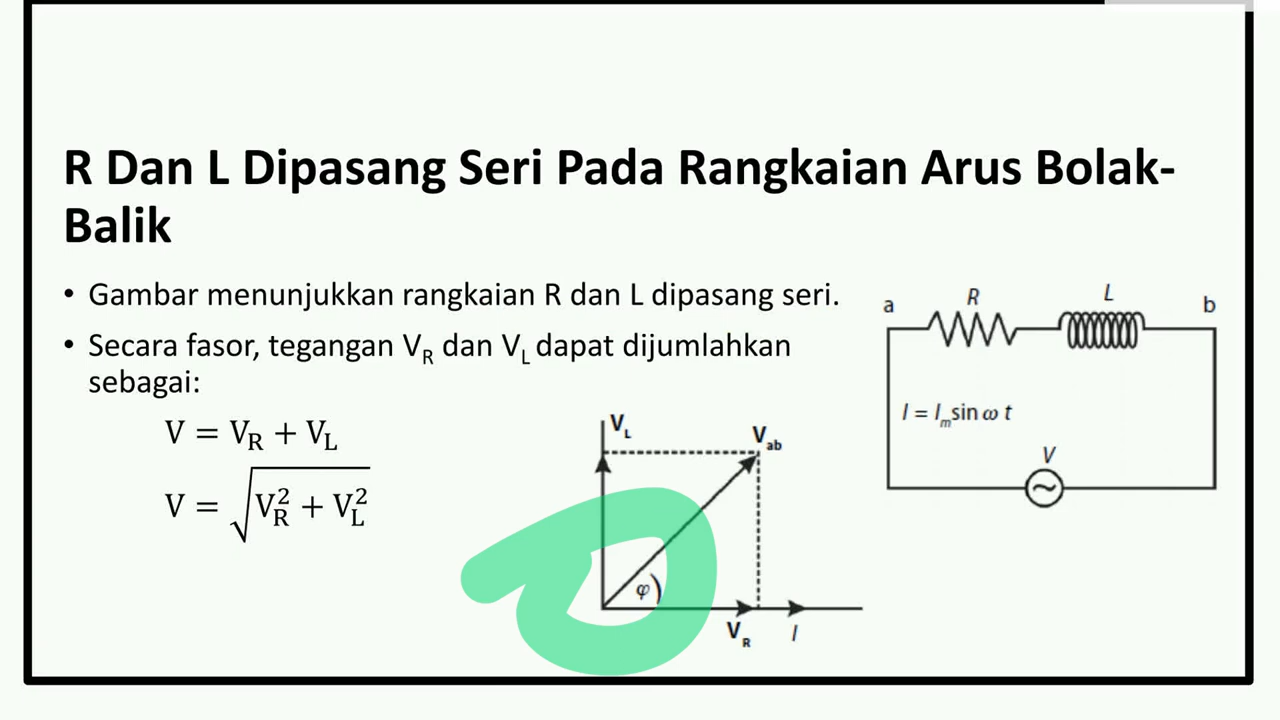 R Dan L Dipasang Seri Pada Rangkaian Arus Bolak-
Balik
• Gambar menunjukkan rangkaian R dan L dipasang seri.
• Secara fasor, tegangan V_R dan V_L dapat dijumlahkan
sebagai:
V = V_R + V_L
V = √(V_R² + V_L²)
V_L
V_ab
φ
V_R
I
R
L
a
b
I = I_m sin ω t
V
~